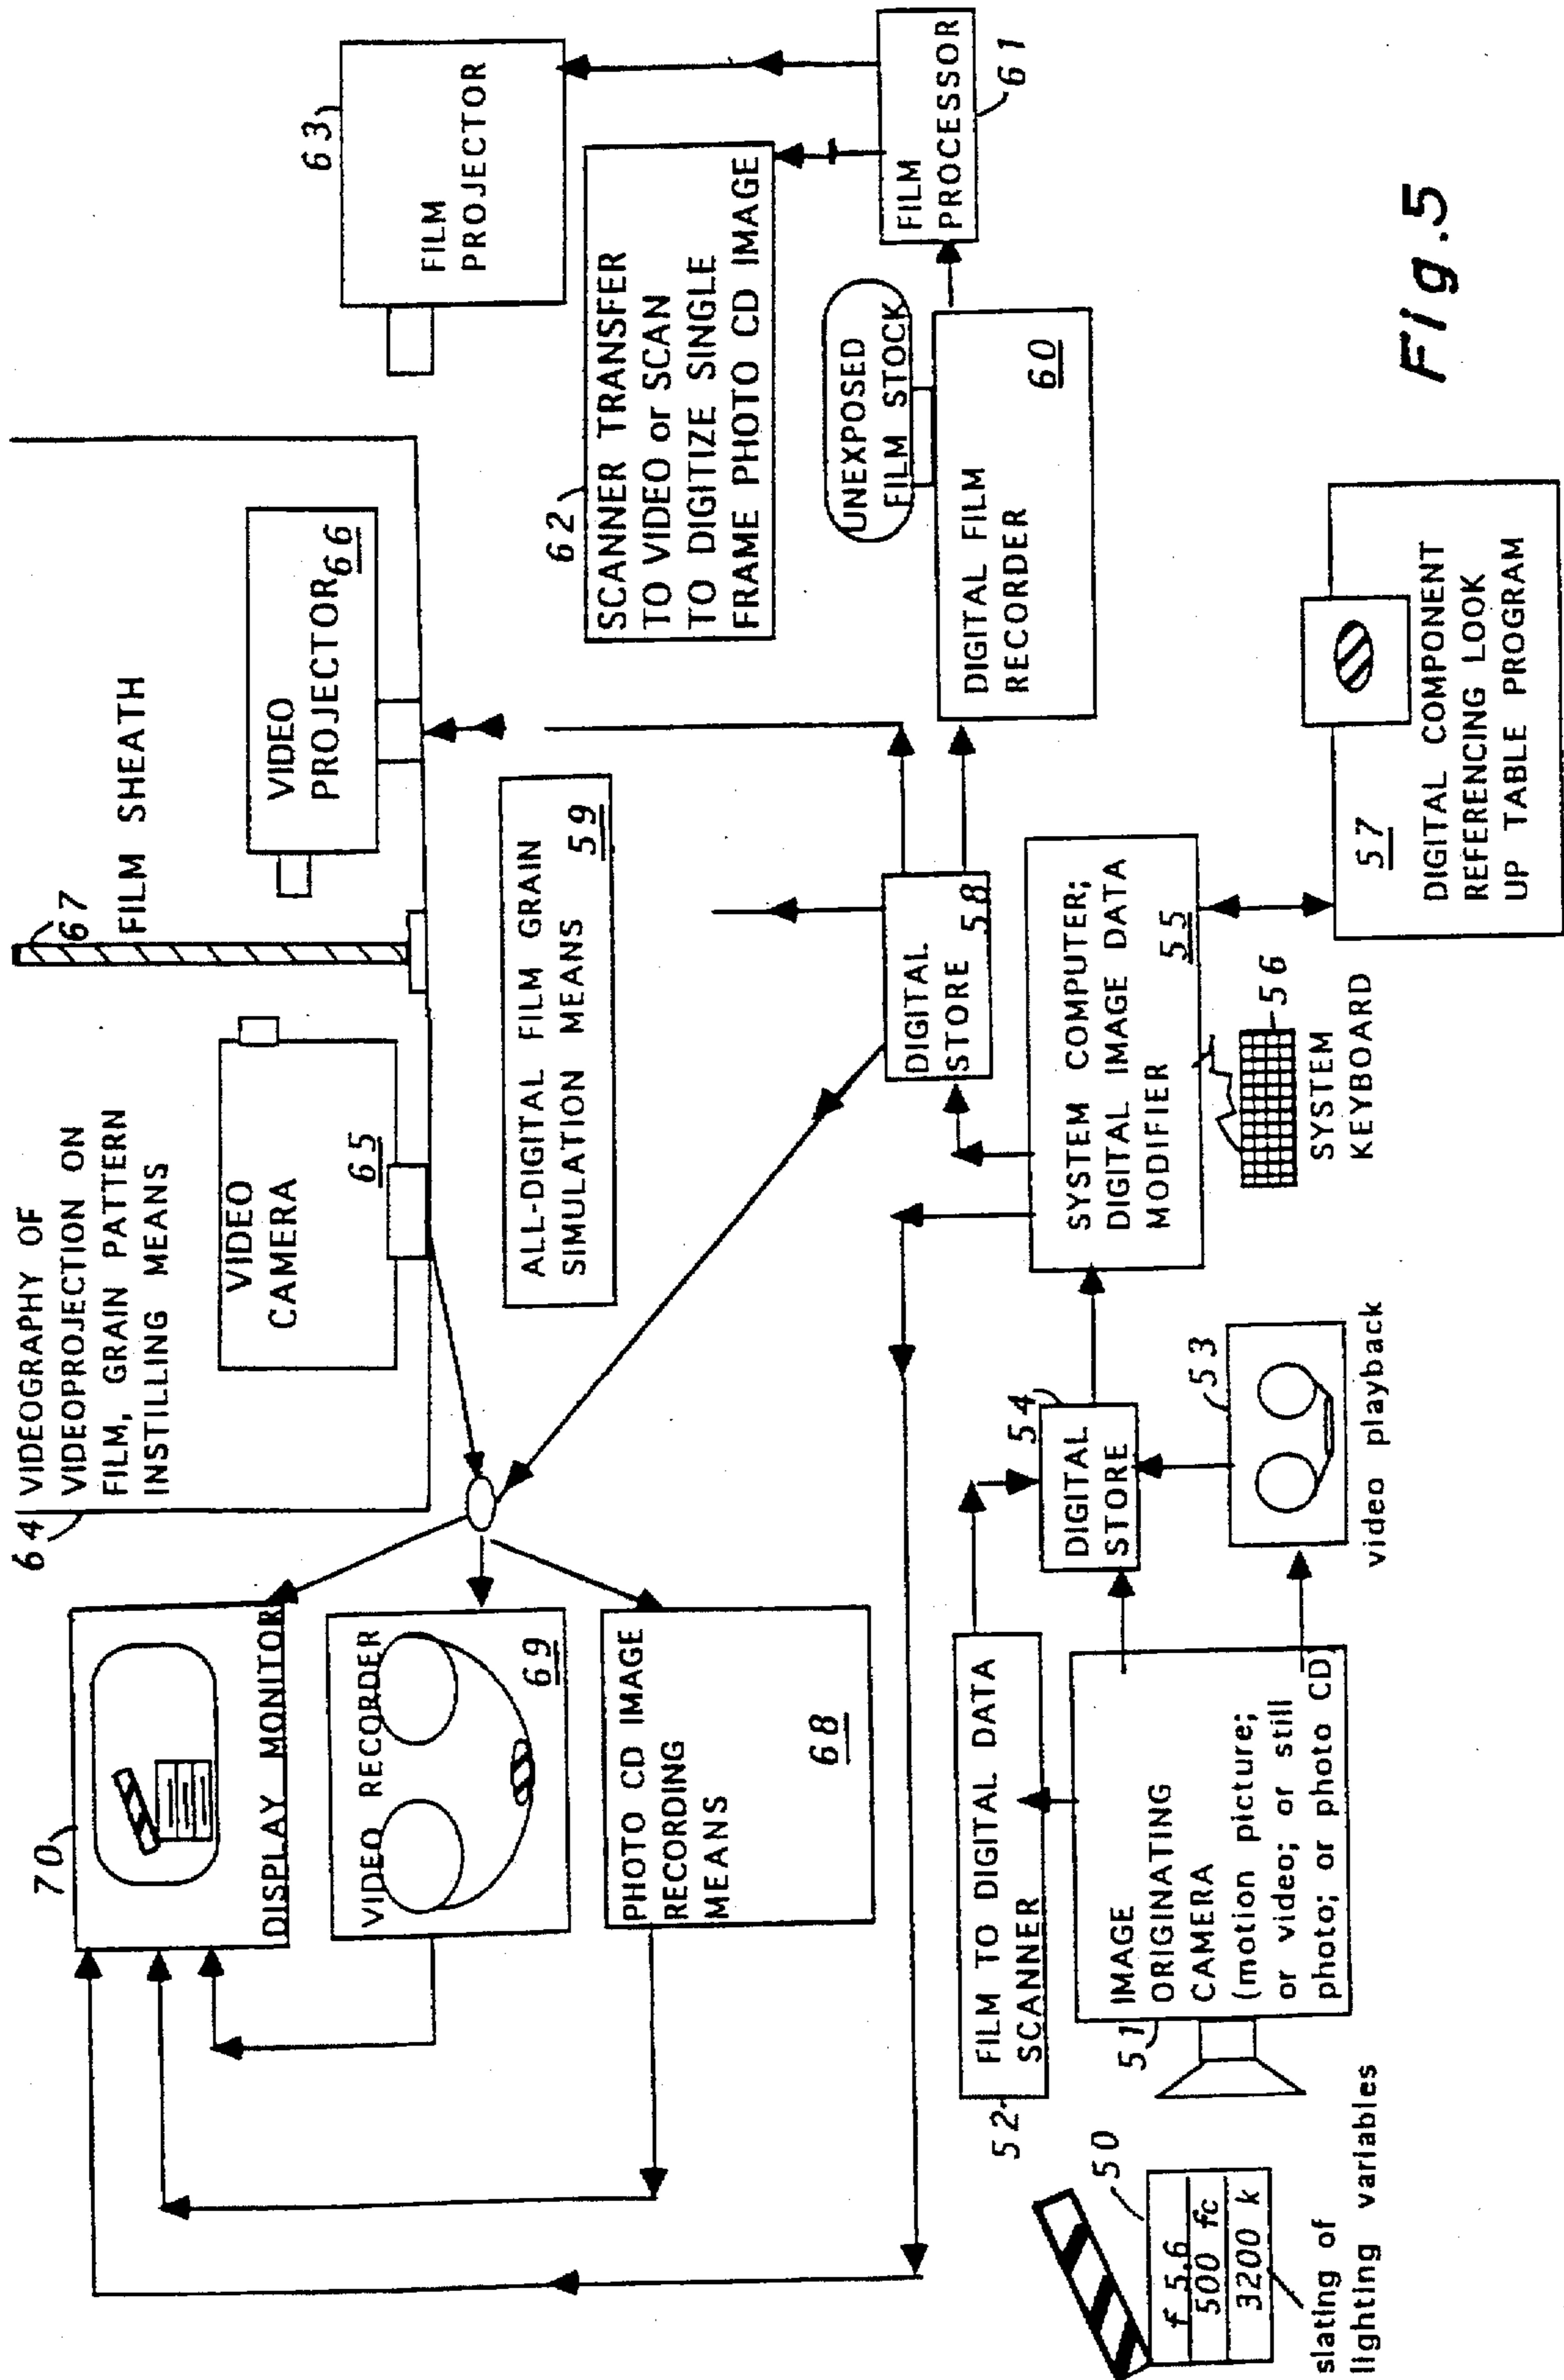 64
VIDEOGRAPHY OF
VIDEOPROJECTION ON
FILM, GRAIN PATTERN
INSTILLING MEANS
VIDEO
CAMERA
65
67
FILM SHEATH
VIDEO
PROJECTOR
66
63
FILM
PROJECTOR
70
DISPLAY MONITOR
VIDEO RECORDER
69
PHOTO CD IMAGE
RECORDING
MEANS
68
ALL-DIGITAL FILM GRAIN
SIMULATION MEANS
59
62
SCANNER TRANSFER
TO VIDEO or SCAN
TO DIGITIZE SINGLE
FRAME PHOTO CD IMAGE
UNEXPOSED
FILM STOCK
FILM
PROCESSOR
61
DIGITAL FILM
RECORDER
60
DIGITAL
STORE
58
52
FILM TO DIGITAL DATA
SCANNER
54
DIGITAL
STORE
SYSTEM COMPUTER;
DIGITAL IMAGE DATA
MODIFIER
55
50
f 5.6
500 fc
3200 k
slating of
lighting variables
51
IMAGE
ORIGINATING
CAMERA
(motion picture;
or video; or still
photo; or photo CD)
53
video playback
56
SYSTEM
KEYBOARD
57
DIGITAL COMPONENT
REFERENCING LOOK
UP TABLE PROGRAM
Fig.5